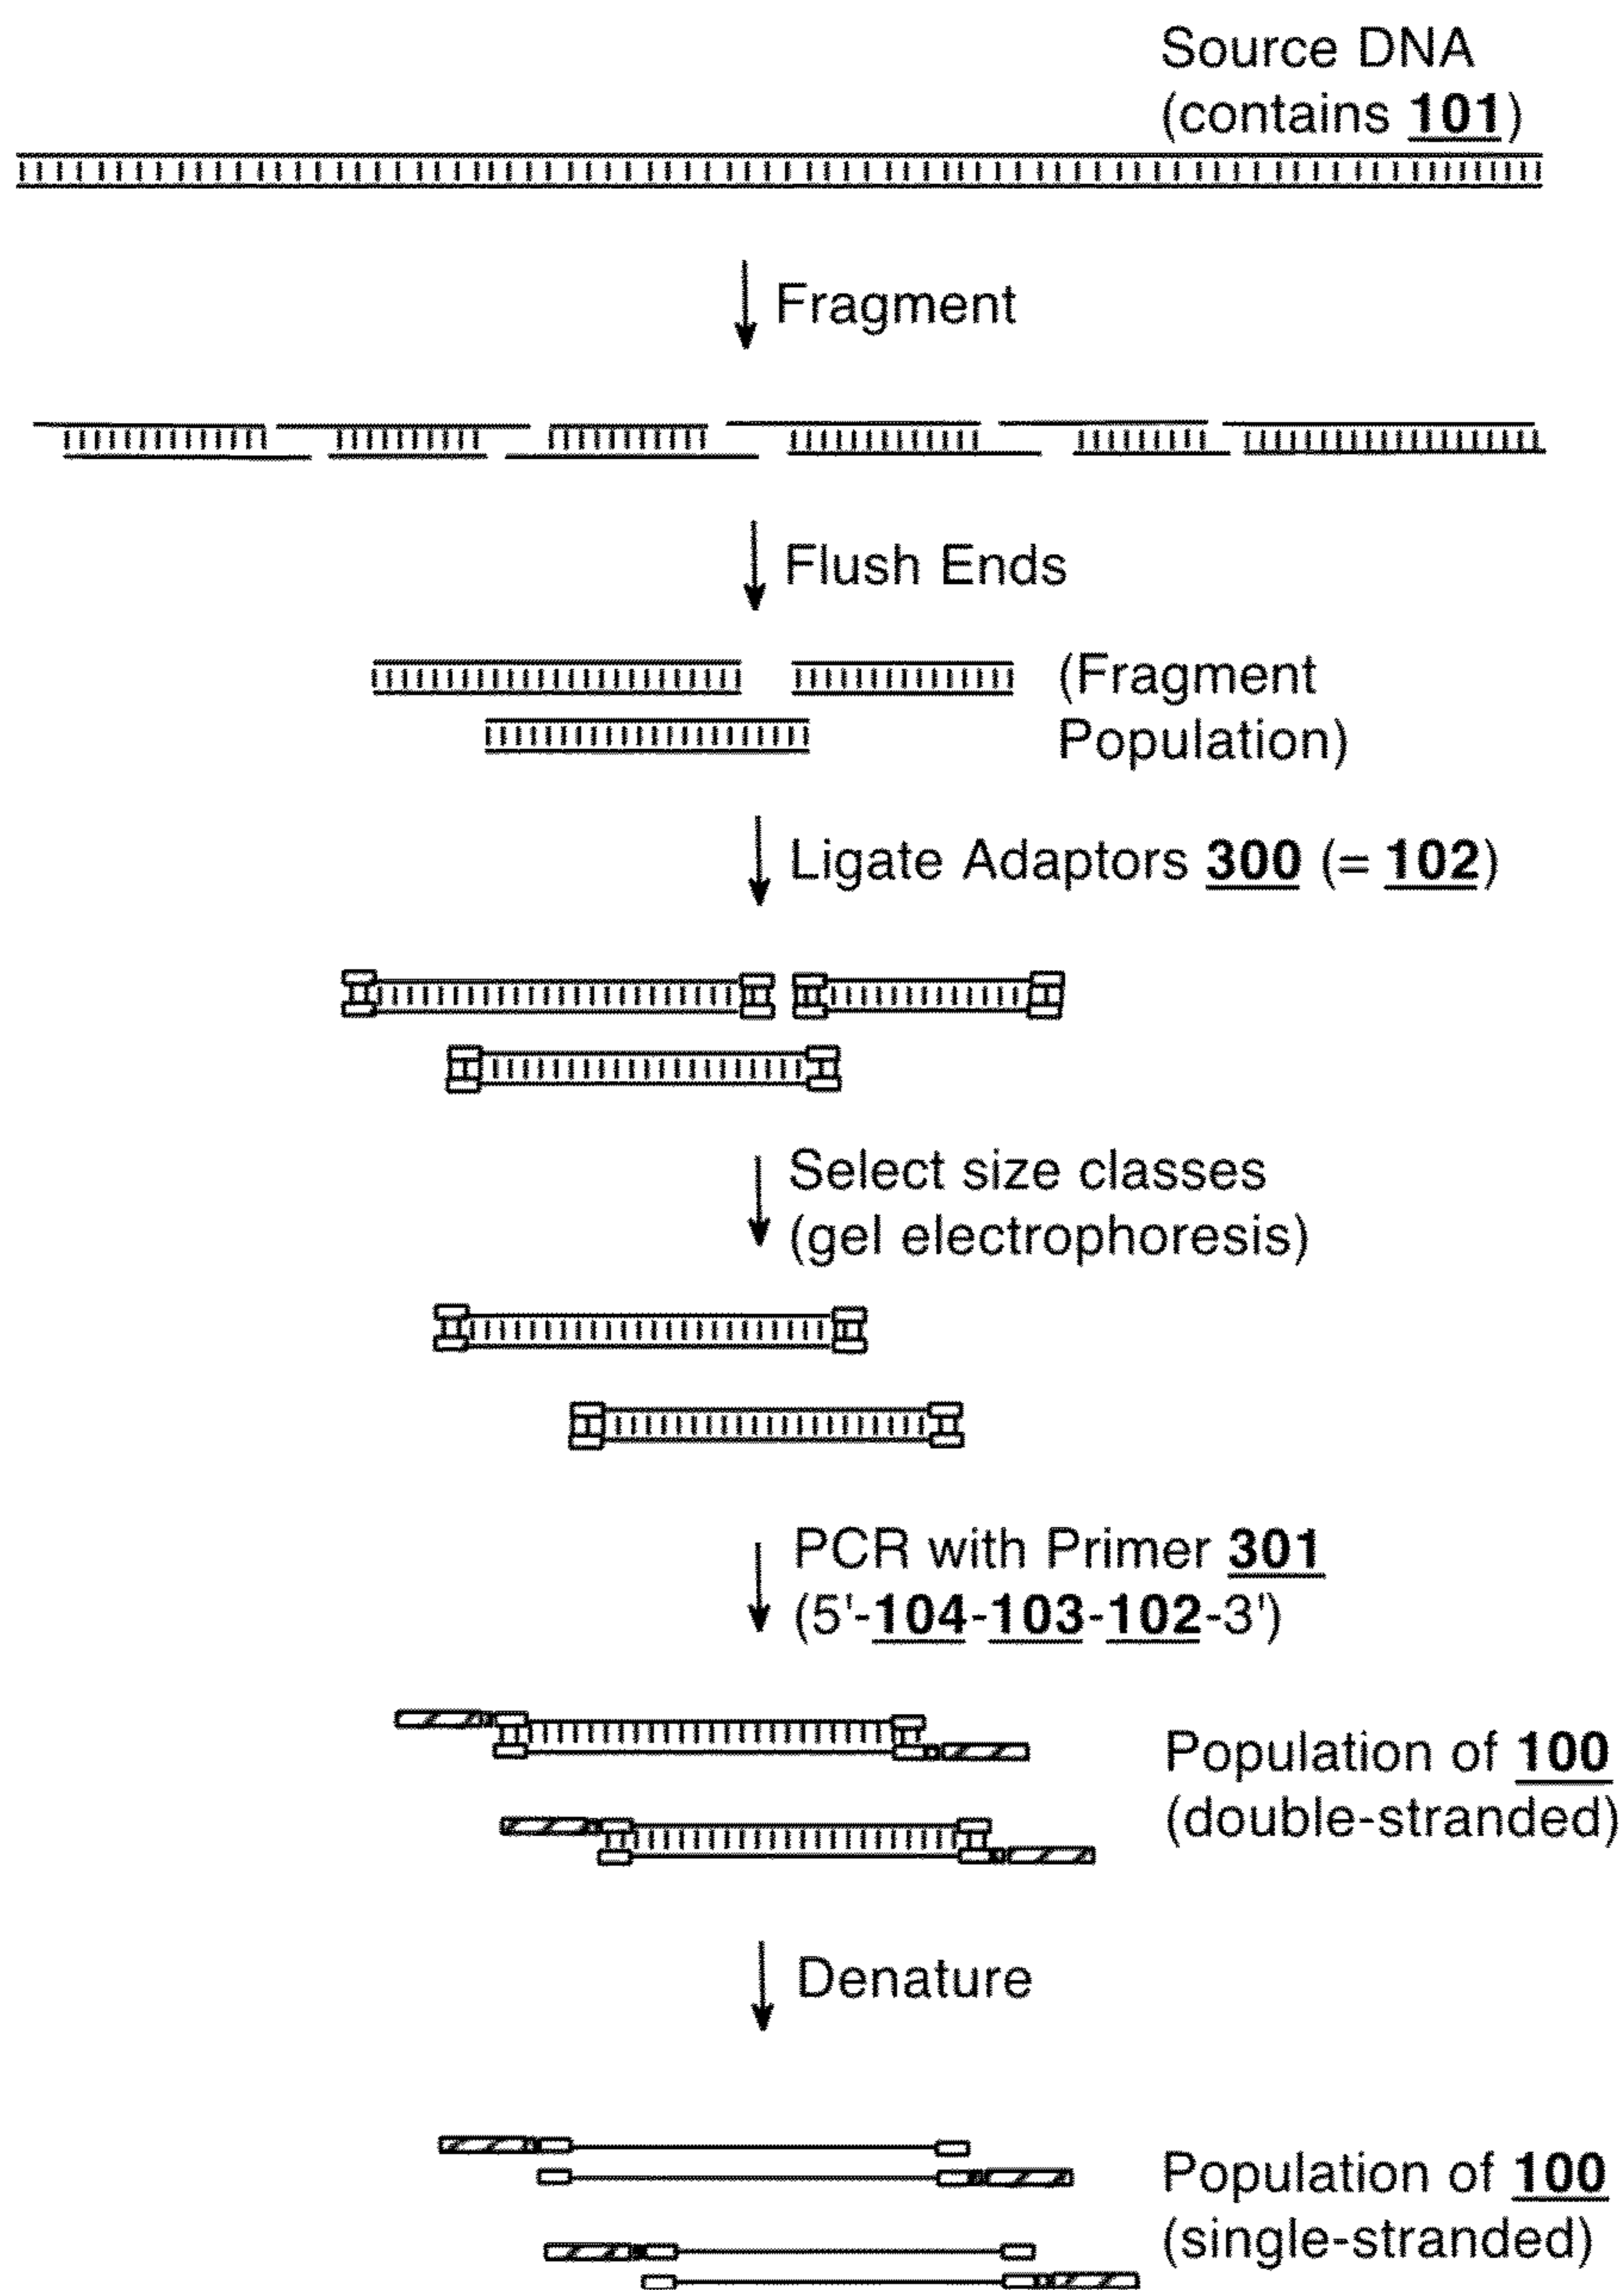 Source DNA
(contains 101)
Fragment
Flush Ends
(Fragment
Population)
Ligate Adaptors 300 (= 102)
Select size classes
(gel electrophoresis)
PCR with Primer 301
(5'-104-103-102-3')
Population of 100
(double-stranded)
Denature
Population of 100
(single-stranded)